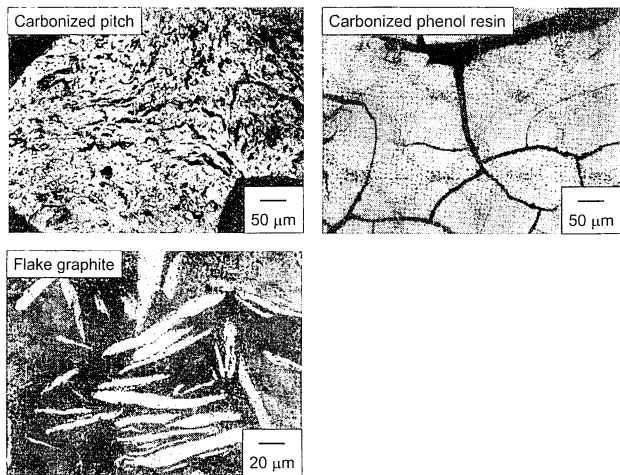 Carbonized pitch
50 μm
Carbonized phenol resin
50 μm
Flake graphite
20 μm